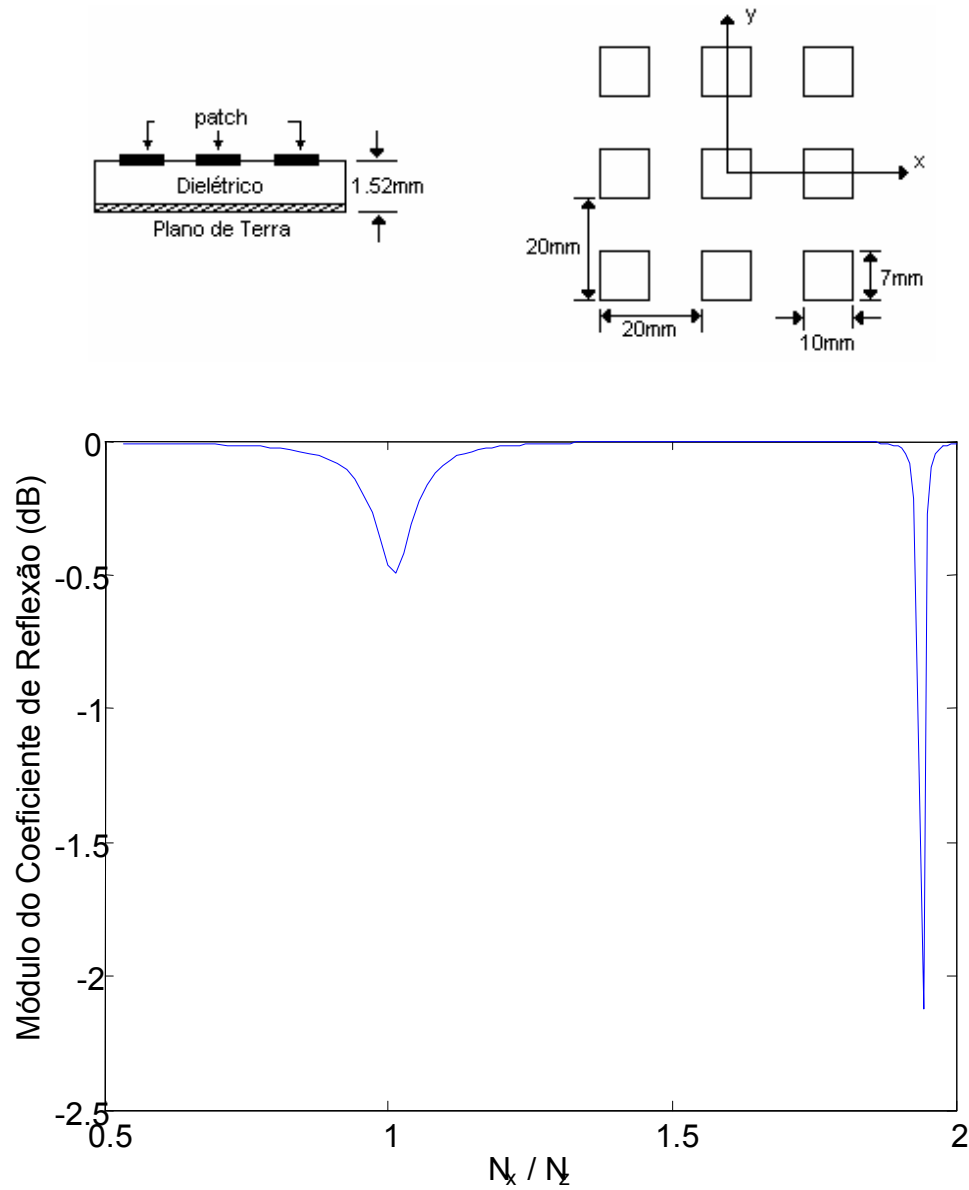 patch
Dielétrico
1.52mm
Plano de Terra
y
x
20mm
20mm
7mm
10mm
Módulo do Coeficiente de Reflexão (dB)
0
-0.5
-1
-1.5
-2
-2.5
0.5
1
1.5
2
Nx / Nz